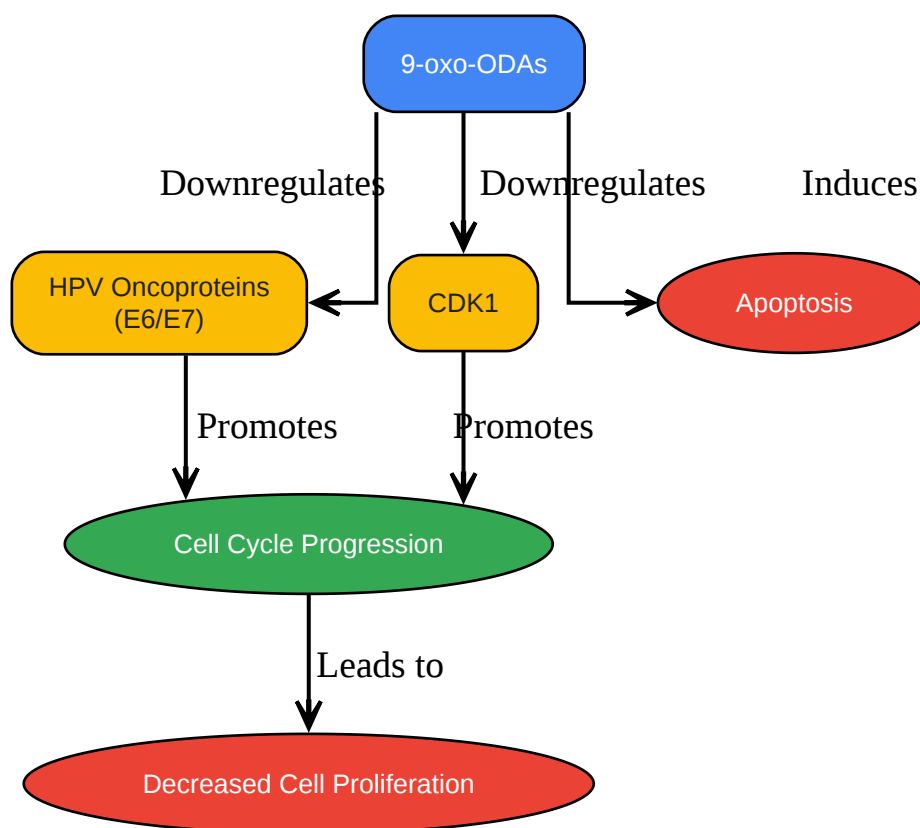 9-oxo-ODAs
Downregulates
Downregulates
Induces
HPV Oncoproteins
(E6/E7)
CDK1
Apoptosis
Promotes
Promotes
Cell Cycle Progression
Leads to
Decreased Cell Proliferation